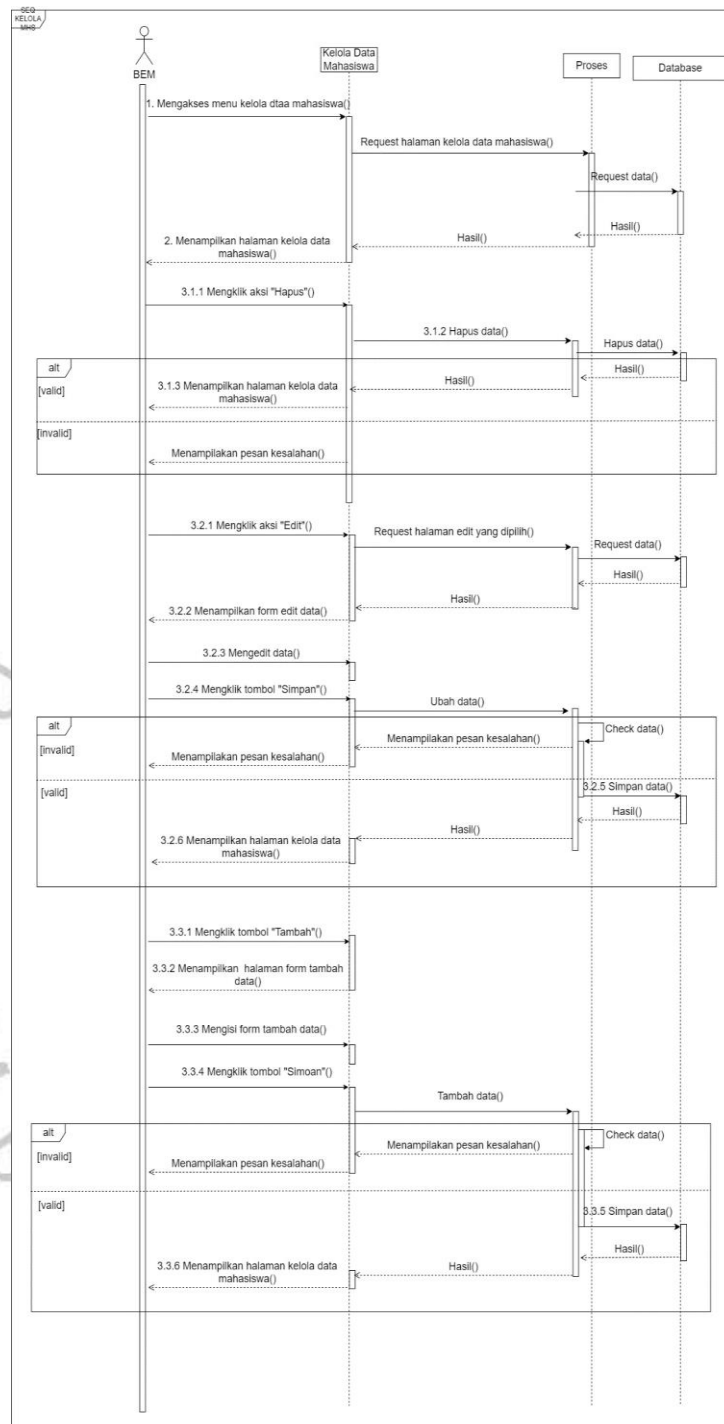 SEQ
KELOLA
MHS
BEM
Kelola Data
Mahasiswa
Proses
Database
1. Mengakses menu kelola dtaa mahasiswa()
Request halaman kelola data mahasiswa()
Request data()
Hasil()
Hasil()
2. Menampilkan halaman kelola data
mahasiswa()
3.1.1 Mengklik aksi "Hapus"()
3.1.2 Hapus data()
Hapus data()
alt
Hasil()
[valid]
3.1.3 Menampilkan halaman kelola data
mahasiswa()
Hasil()
[invalid]
Menampilakan pesan kesalahan()
3.2.1 Mengklik aksi "Edit"()
Request halaman edit yang dipilih()
Request data()
Hasil()
Hasil()
3.2.2 Menampilkan form edit data()
3.2.3 Mengedit data()
3.2.4 Mengklik tombol "Simpan"()
Ubah data()
alt
Check data()
[invalid]
Menampilakan pesan kesalahan()
Menampilakan pesan kesalahan()
[valid]
3.2.5 Simpan data()
Hasil()
Hasil()
3.2.6 Menampilkan halaman kelola data
mahasiswa()
3.3.1 Mengklik tombol "Tambah"()
3.3.2 Menampilkan halaman form tambah
data()
3.3.3 Mengisi form tambah data()
3.3.4 Mengklik tombol "Simoan"()
Tambah data()
alt
Check data()
[invalid]
Menampilakan pesan kesalahan()
Menampilakan pesan kesalahan()
[valid]
3.3.5 Simpan data()
Hasil()
Hasil()
3.3.6 Menampilkan halaman kelola data
mahasiswa()